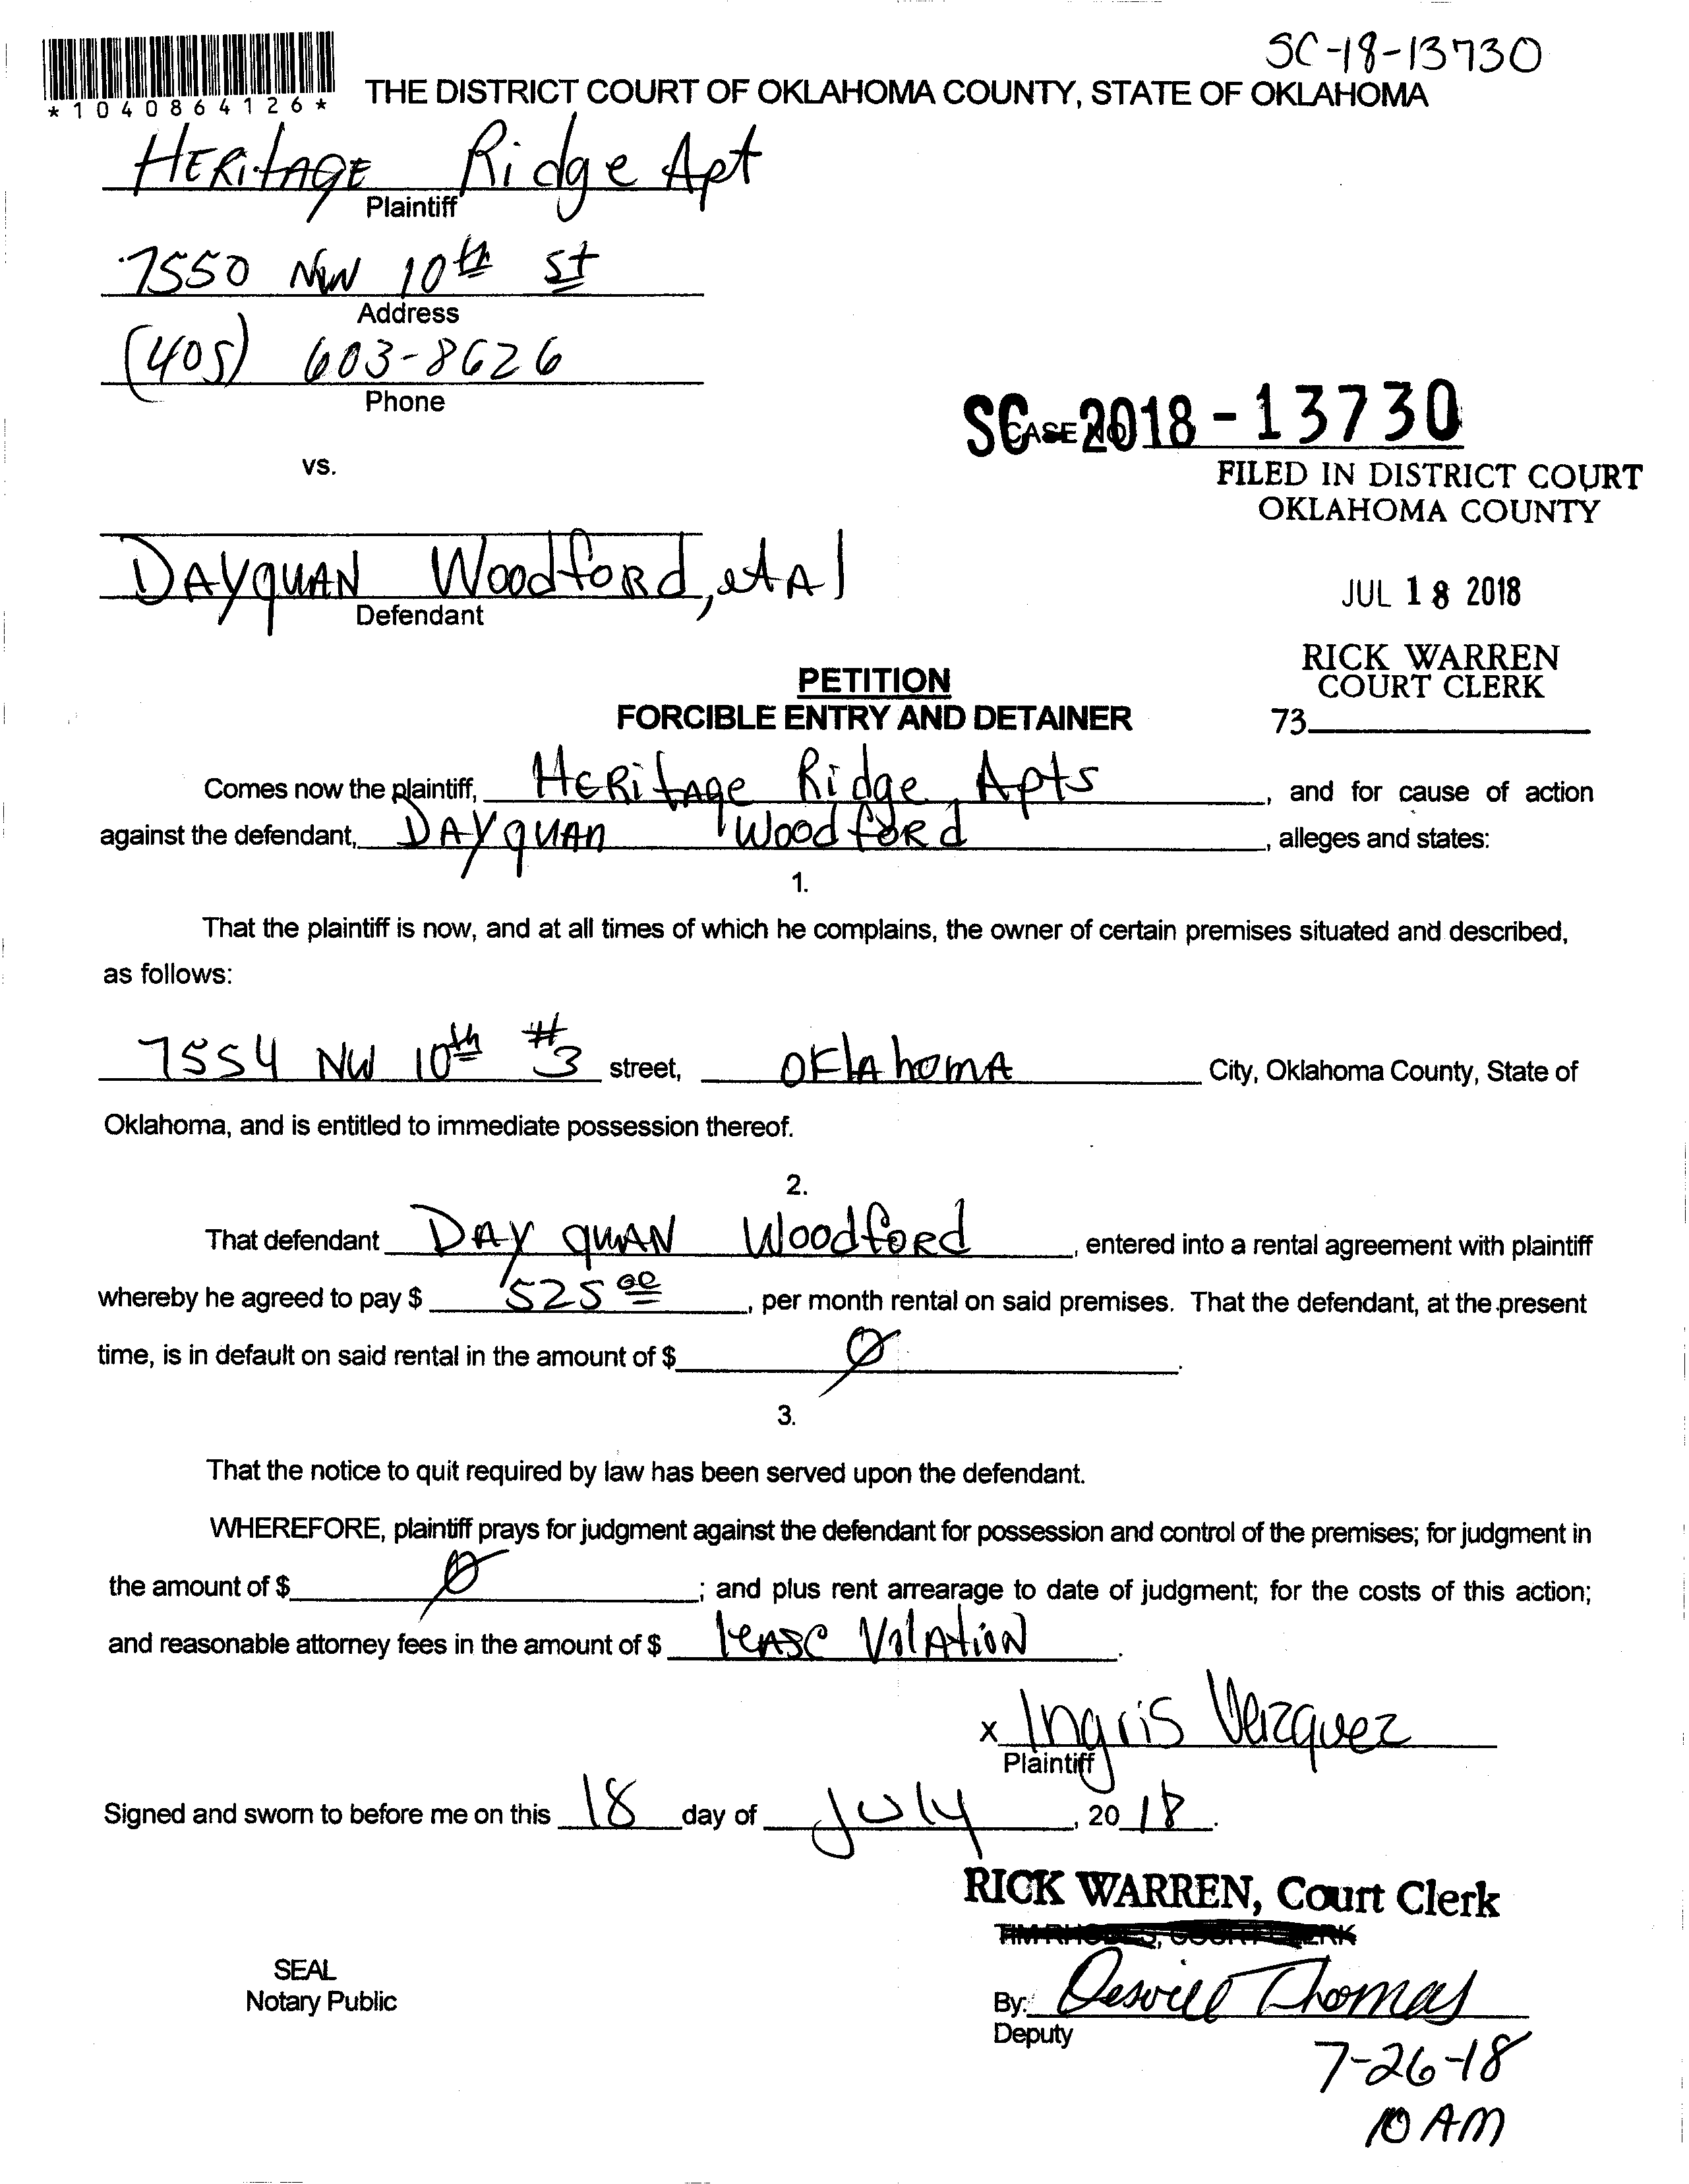 SC-18-13730
*1040864126*
THE DISTRICT COURT OF OKLAHOMA COUNTY, STATE OF OKLAHOMA
HERitAGE Ridge Apt
Plaintiff
7550 NW 10th st
Address
(405) 603-8626
Phone
SC-2018-13730
CASE NO
FILED IN DISTRICT COURT
OKLAHOMA COUNTY
vs.
JUL 18 2018
DAYQUAN Woodford, etAl
Defendant
RICK WARREN
COURT CLERK
73
PETITION
FORCIBLE ENTRY AND DETAINER
Comes now the plaintiff, HERitAge Ridge Apts, and for cause of action
against the defendant, DAYQUAN Woodford, alleges and states:
1.
That the plaintiff is now, and at all times of which he complains, the owner of certain premises situated and described,
as follows:
7554 NW 10th #3 street, OklAhomA City, Oklahoma County, State of
Oklahoma, and is entitled to immediate possession thereof.
2.
That defendant DAYQUAN Woodford, entered into a rental agreement with plaintiff
whereby he agreed to pay $ 525 00, per month rental on said premises. That the defendant, at the present
time, is in default on said rental in the amount of $ Ø.
3.
That the notice to quit required by law has been served upon the defendant.
WHEREFORE, plaintiff prays for judgment against the defendant for possession and control of the premises; for judgment in
the amount of $ Ø; and plus rent arrearage to date of judgment; for the costs of this action;
and reasonable attorney fees in the amount of $ leASe VolAtioN.
x Ingris Vazquez
Plaintiff
Signed and sworn to before me on this 18 day of July, 2018.
RICK WARREN, Court Clerk
SEAL
Notary Public
By: Thomas
Deputy
7-26-18
10 AM